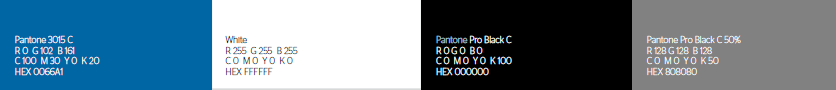 Pantone 3015 C
R 0 G 102 B 161
C 100 M 30 Y 0 K 20
HEX 0066A1
White
R 255 G 255 B 255
C 0 M 0 Y 0 K 0
HEX FFFFFF
Pantone Pro Black C
R 0 G 0 B 0
C 0 M 0 Y 0 K 100
HEX 000000
Pantone Pro Black C 50%
R 128 G 128 B 128
C 0 M 0 Y 0 K 50
HEX 808080